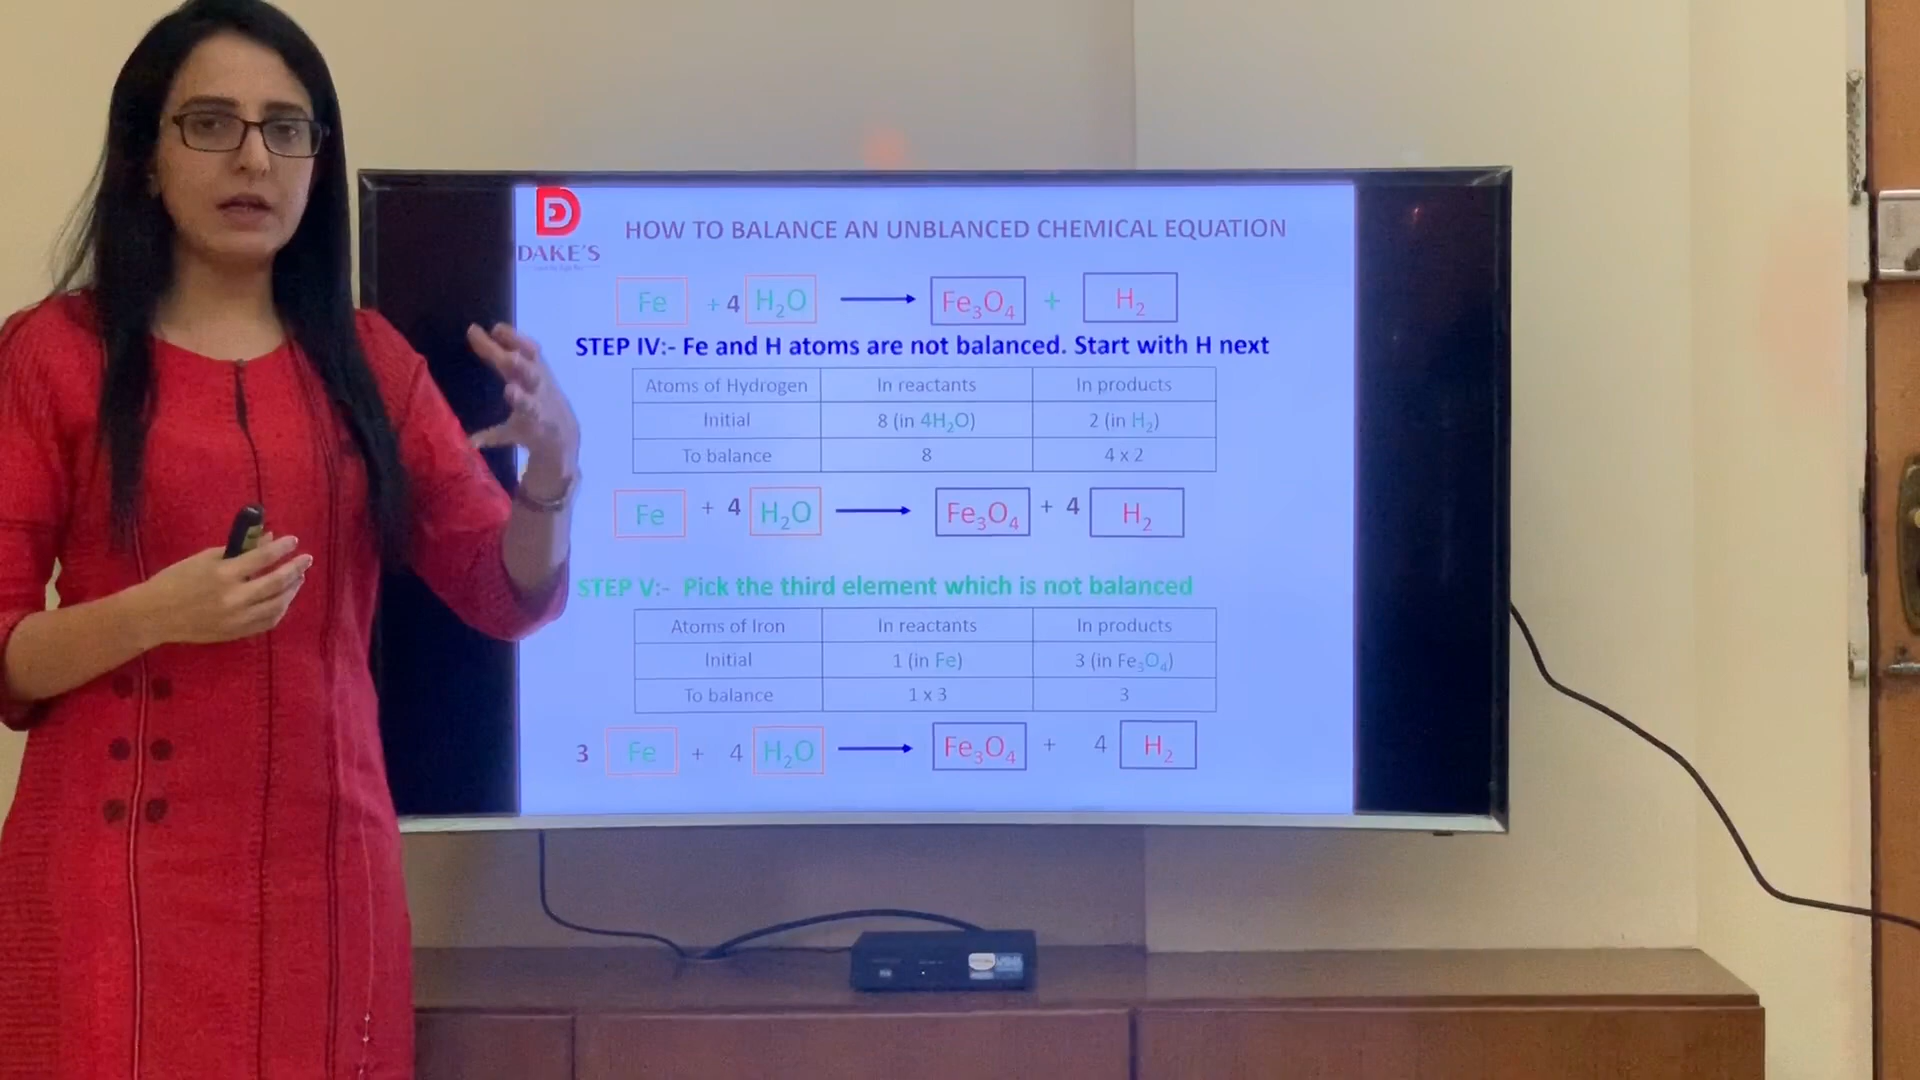 DAKE'S
HOW TO BALANCE AN UNBLANCED CHEMICAL EQUATION
Fe + 4 H₂O → Fe₃O₄ + H₂
STEP IV:- Fe and H atoms are not balanced. Start with H next
Atoms of Hydrogen In reactants In products
Initial 8 (in 4H₂O) 2 (in H₂)
To balance 8 4 x 2
Fe + 4 H₂O → Fe₃O₄ + 4 H₂
STEP V:- Pick the third element which is not balanced
Atoms of Iron In reactants In products
Initial 1 (in Fe) 3 (in Fe₃O₄)
To balance 1 x 3 3
3 Fe + 4 H₂O → Fe₃O₄ + 4 H₂